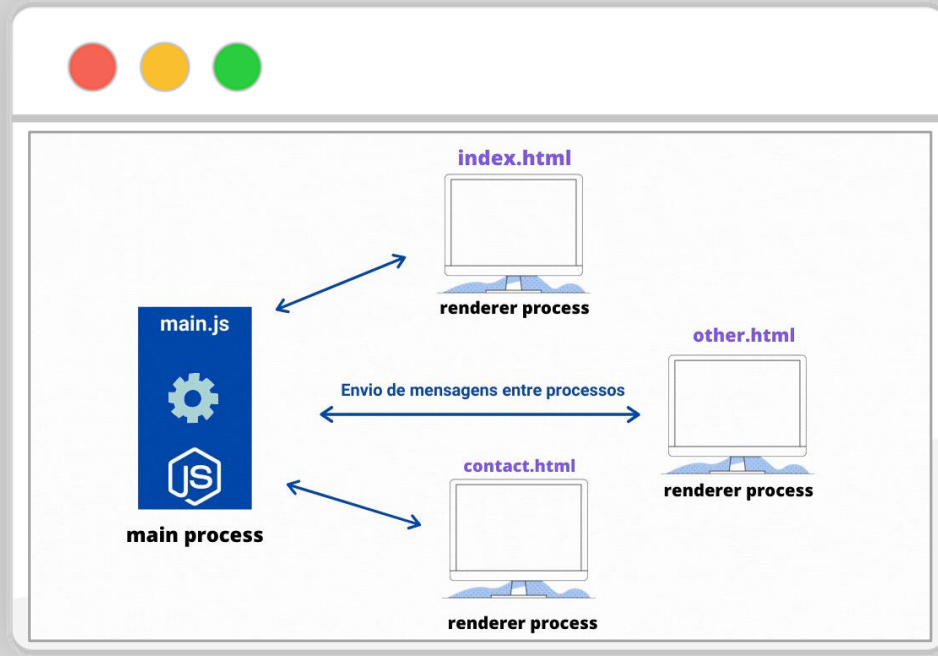 index.html
renderer process
main.js
other.html
Envio de mensagens entre processos
JS
contact.html
renderer process
main process
renderer process